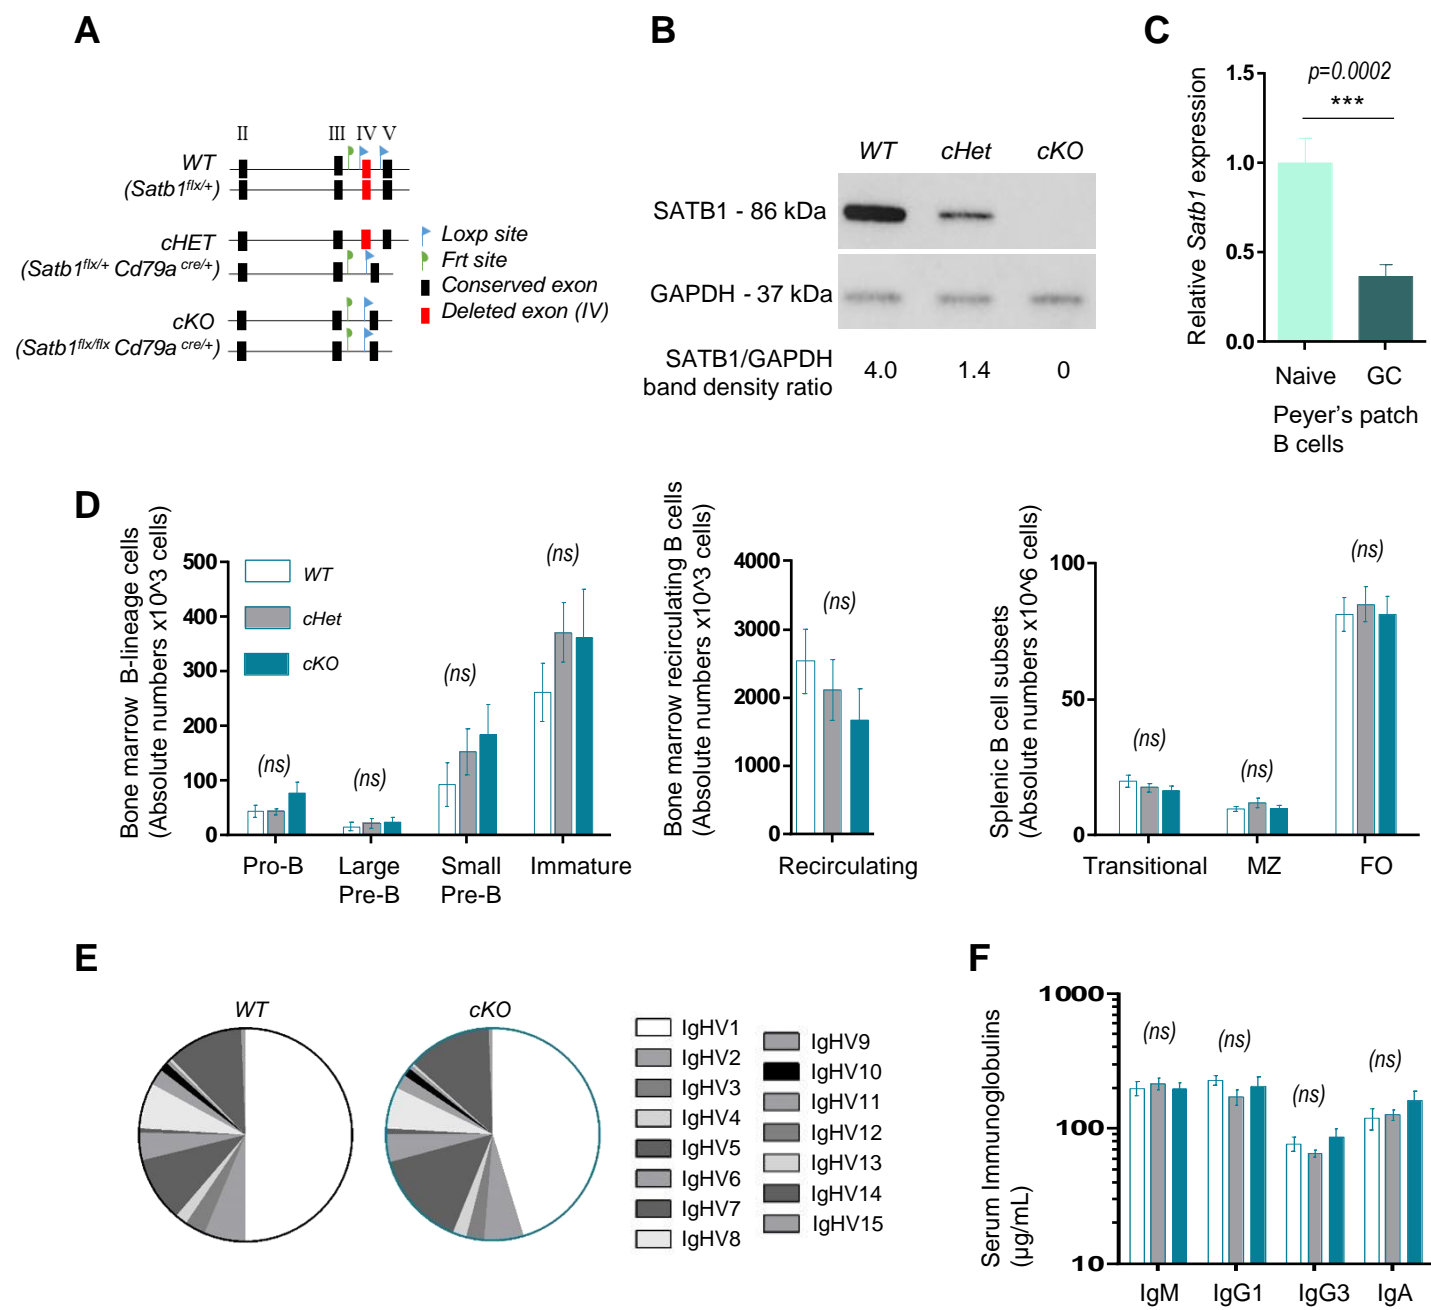 A
II III IV V
WT
(Satb1flx/+)
cHET
(Satb1flx/+ Cd79a cre/+)
cKO
(Satb1flx/flx Cd79a cre/+)
Loxp site
Frt site
Conserved exon
Deleted exon (IV)
B
WT cHet cKO
SATB1 - 86 kDa
GAPDH - 37 kDa
SATB1/GAPDH
band density ratio
4.0 1.4 0
C
Relative Satb1 expression
1.5
1.0
0.5
0.0
p=0.0002
***
Naive GC
Peyer's patch
B cells
D
Bone marrow B-lineage cells
(Absolute numbers x10^3 cells)
500
400
300
200
100
0
WT
cHet
cKO
(ns)
(ns)
(ns)
(ns)
Pro-B
Large
Pre-B
Small
Pre-B
Immature
Bone marrow recirculating B cells
(Absolute numbers x10^3 cells)
4000
3000
2000
1000
0
(ns)
Recirculating
Splenic B cell subsets
(Absolute numbers x10^6 cells)
100
50
0
(ns)
(ns)
(ns)
Transitional MZ FO
E
WT
cKO
IgHV1
IgHV2
IgHV3
IgHV4
IgHV5
IgHV6
IgHV7
IgHV8
IgHV9
IgHV10
IgHV11
IgHV12
IgHV13
IgHV14
IgHV15
F
Serum Immunoglobulins
(µg/mL)
1000
100
10
(ns)
(ns)
(ns)
(ns)
IgM IgG1 IgG3 IgA